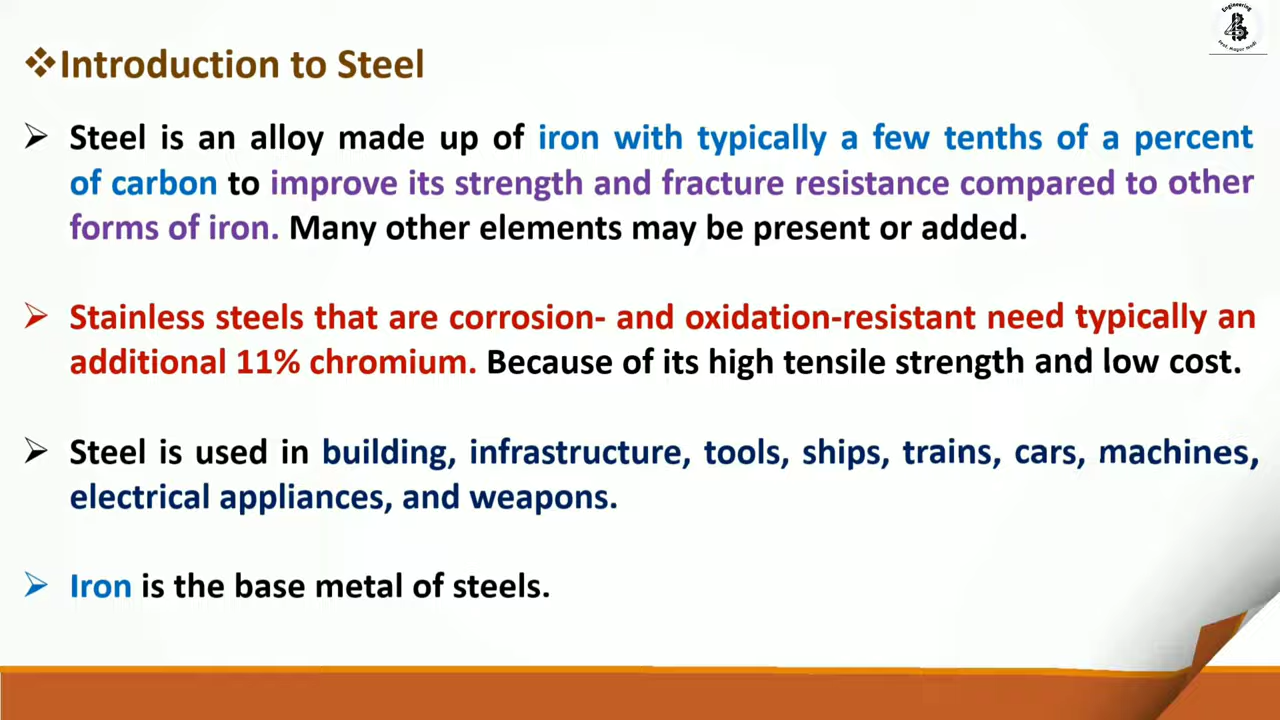 Engineering
Prof. Mayur Modi
❖Introduction to Steel
➢ Steel is an alloy made up of iron with typically a few tenths of a percent
of carbon to improve its strength and fracture resistance compared to other
forms of iron. Many other elements may be present or added.
➢ Stainless steels that are corrosion- and oxidation-resistant need typically an
additional 11% chromium. Because of its high tensile strength and low cost.
➢ Steel is used in building, infrastructure, tools, ships, trains, cars, machines,
electrical appliances, and weapons.
➢ Iron is the base metal of steels.